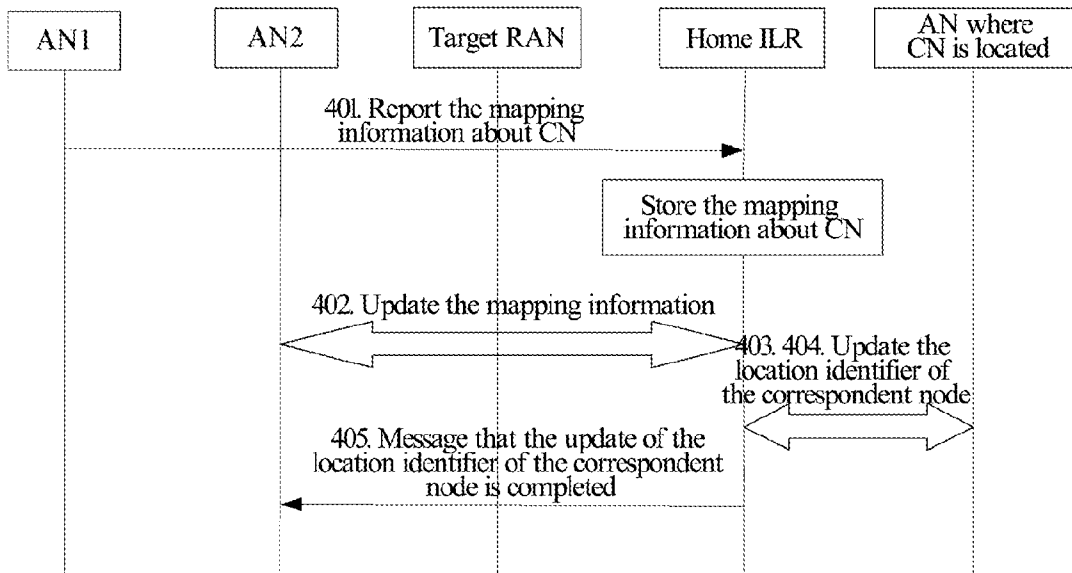 AN1
AN2
Target RAN
Home ILR
AN where
CN is located
401. Report the mapping
information about CN
Store the mapping
information about CN
402. Update the mapping information
403. 404. Update the
location identifier of
the correspondent node
405. Message that the update of the
location identifier of the correspondent
node is completed